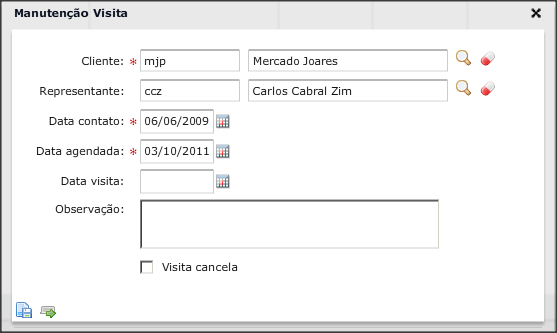 Manutenção Visita
Cliente: * mjp Mercado Joares
Representante: ccz Carlos Cabral Zim
Data contato: * 06/06/2009
Data agendada: * 03/10/2011
Data visita:
Observação:
Visita cancela